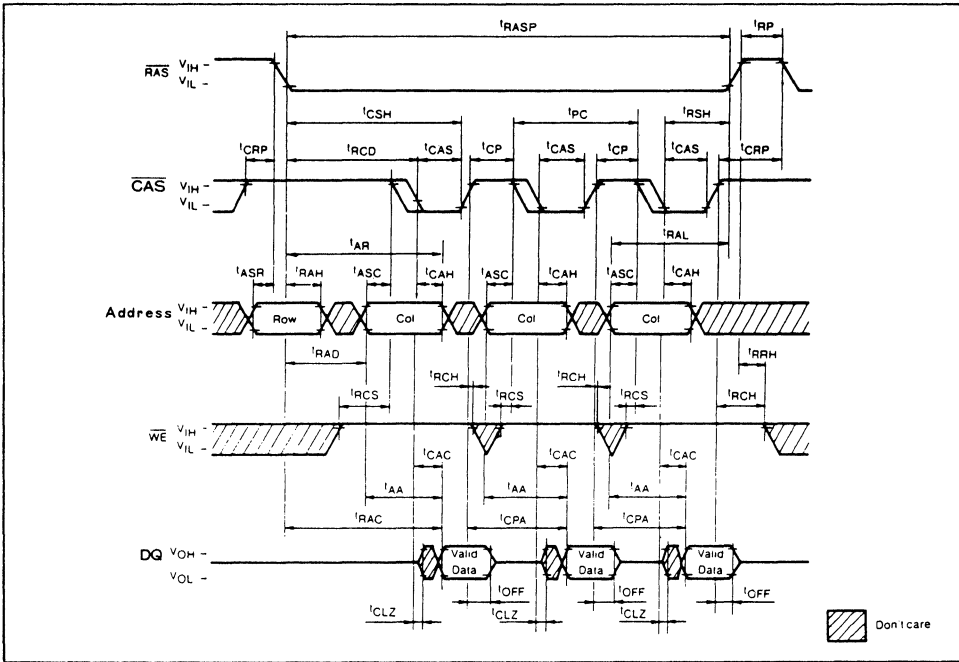 tRASP tRP
RAS VIH VIL
tCSH tPC tRSH
tCRP tRCD tCAS tCP tCAS tCP tCAS tCRP
CAS VIH VIL
tAR tRAL
tASR tRAH tASC tCAH tASC tCAH tASC tCAH
Address VIH VIL Row Col Col Col
tRAD tRRH
tRCH tRCH
tRCS tRCS tRCS tRCH
WE VIH VIL
tCAC tCAC tCAC
tAA tAA tAA
tRAC tCPA tCPA
DQ VOH VOL Valid Data Valid Data Valid Data
tOFF tOFF tOFF
tCLZ tCLZ tCLZ
Don't care